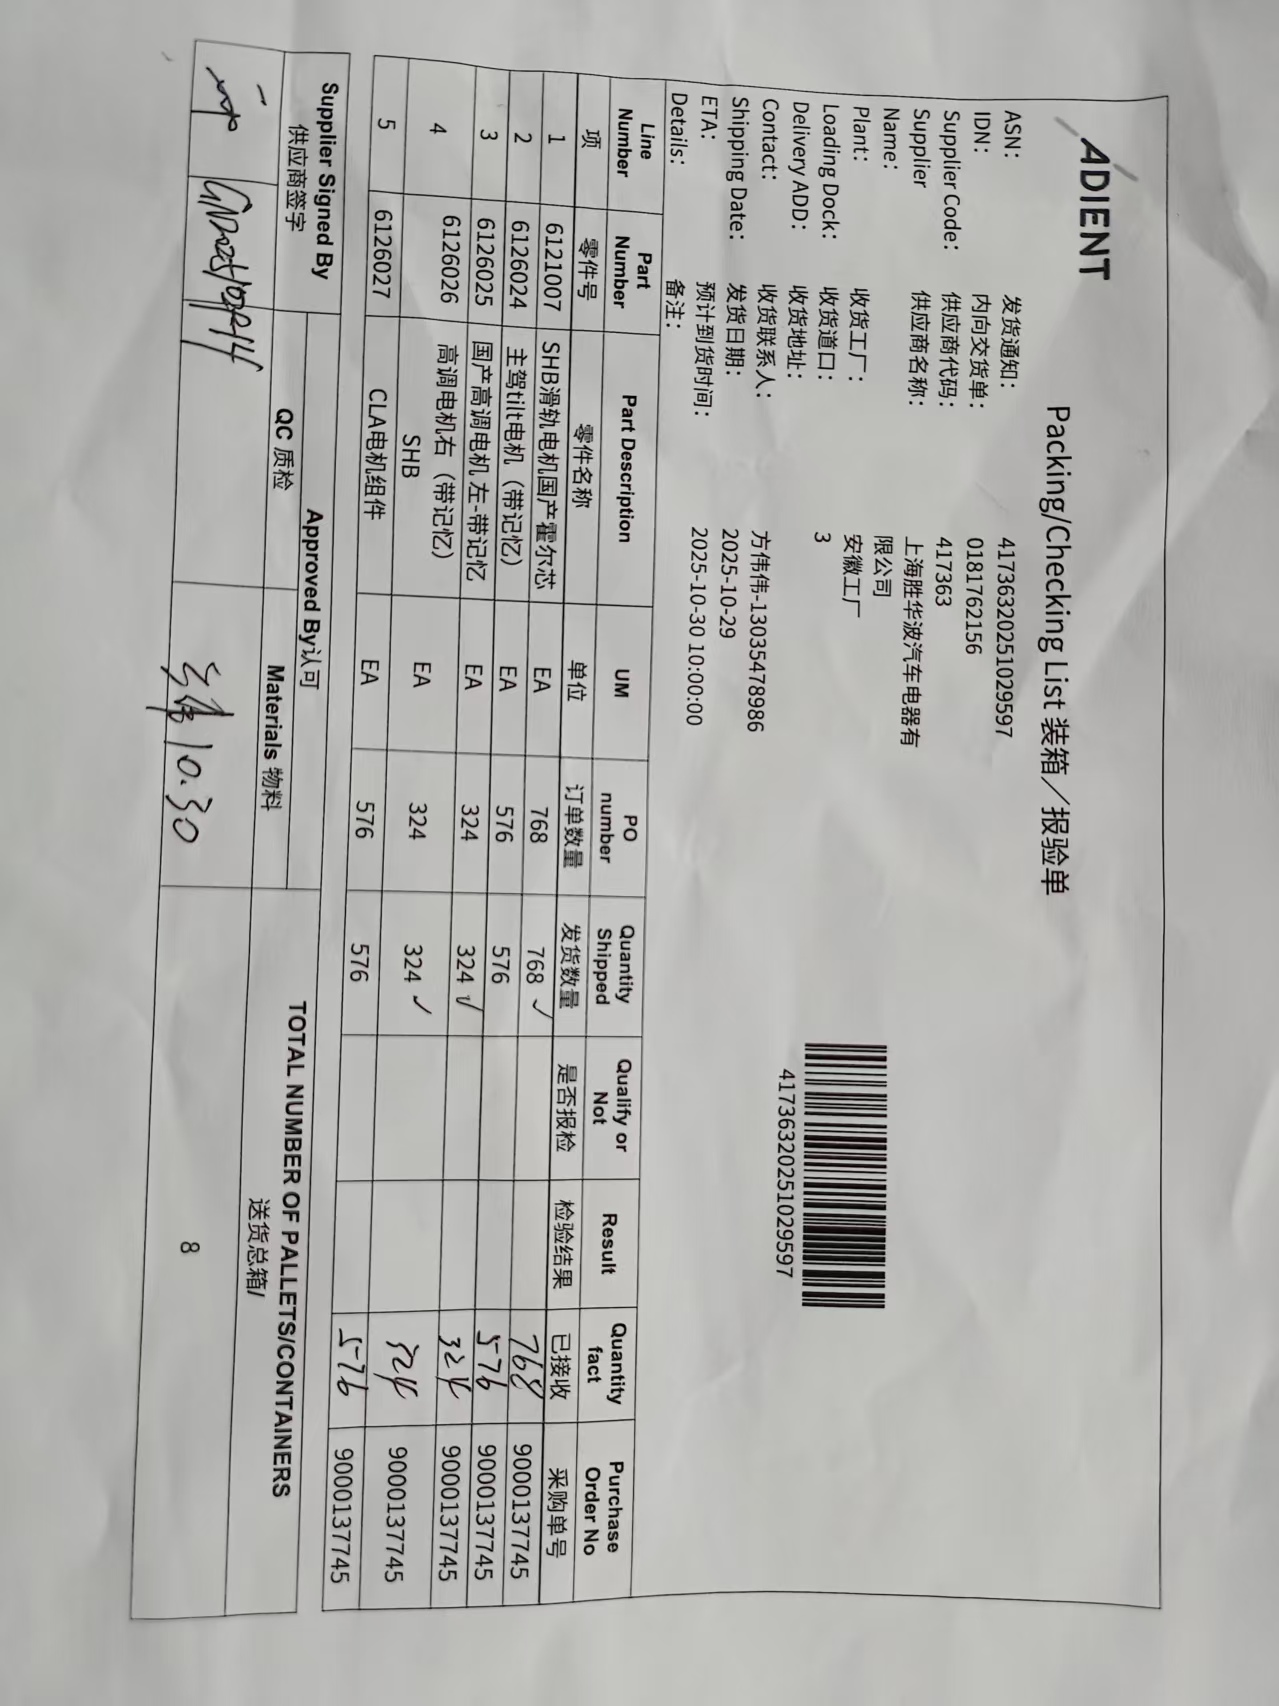 ADIENT
Packing/Checking List 装箱／报验单
ASN: 发货通知: 41736320251029597
IDN: 内向交货单: 0181762156
Supplier Code: 供应商代码: 417363
Supplier Name: 供应商名称: 上海胜华波汽车电器有
限公司
Plant: 收货工厂: 安徽工厂
Loading Dock: 收货道口: 3
Delivery ADD: 收货地址:
Contact: 收货联系人: 方伟伟-13035478986
Shipping Date: 发货日期: 2025-10-29
ETA: 预计到货时间: 2025-10-30 10:00:00
Details: 备注:
41736320251029597
Line Number Part Number Part Description UM PO number Quantity Shipped Qualify or Not Result Quantity fact Purchase Order No
项 零件号 零件名称 单位 订单数量 发货数量 是否报检 检验结果 已接收 采购单号
1 6121007 SHB滑轨电机国产霍尔芯 EA 768 768 ✓ 768 9000137745
2 6126024 主驾tilt电机（带记忆） EA 576 576 576 9000137745
3 6126025 国产高调电机 左-带记忆 EA 324 324 √ 324 9000137745
4 6126026 高调电机右（带记忆） SHB EA 324 324 ✓ 324 9000137745
5 6126027 CLA电机组件 EA 576 576 576 9000137745
Supplier Signed By 供应商签字
Approved By认可
QC 质检
Materials 物料
TOTAL NUMBER OF PALLETS/CONTAINERS
送货总箱/
10.30
8